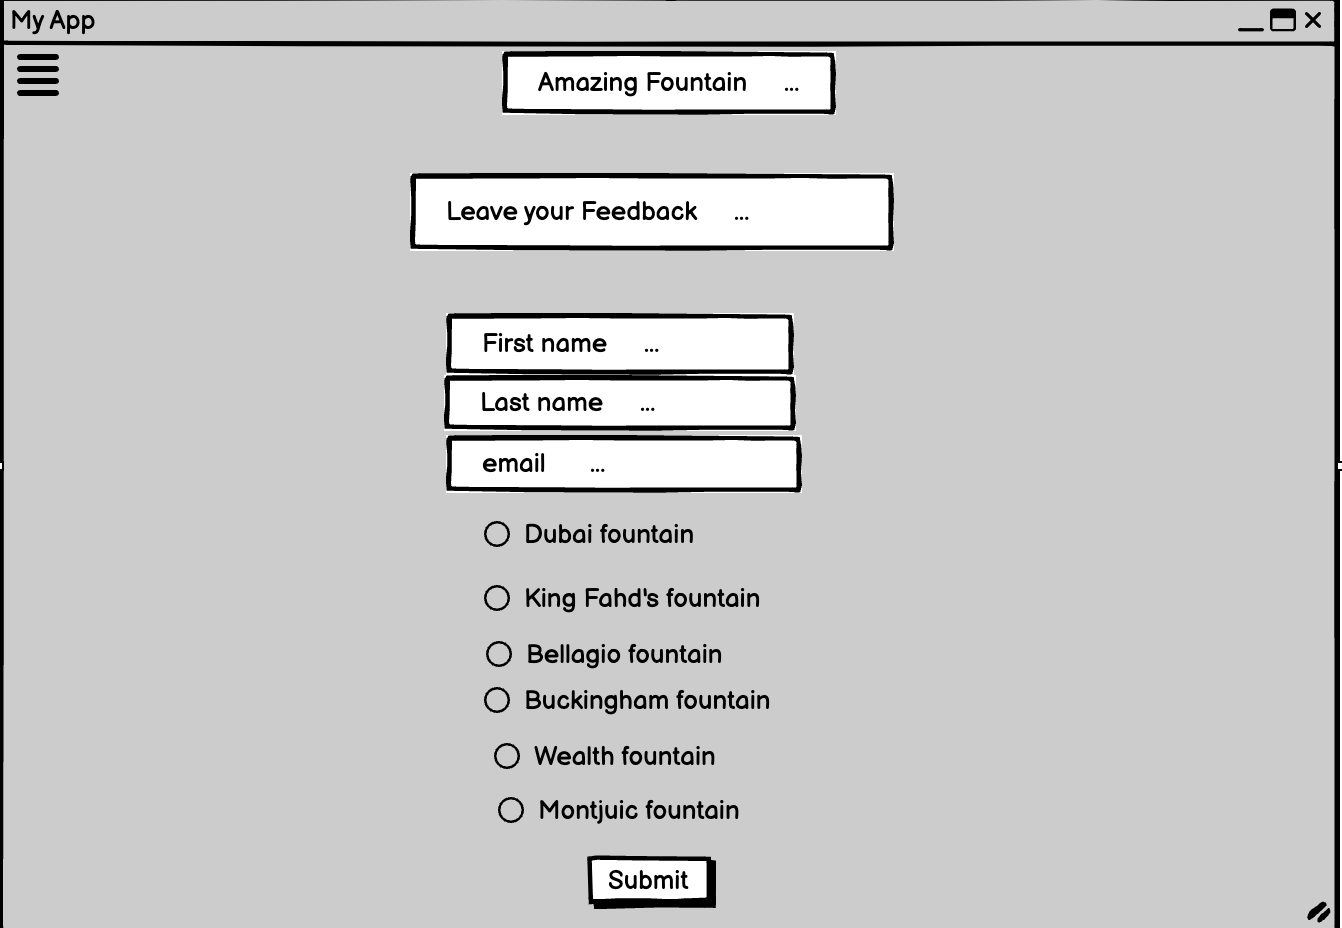 My App
Amazing Fountain ...
Leave your Feedback ...
First name ...
Last name ...
email ...
Dubai fountain
King Fahd's fountain
Bellagio fountain
Buckingham fountain
Wealth fountain
Montjuic fountain
Submit